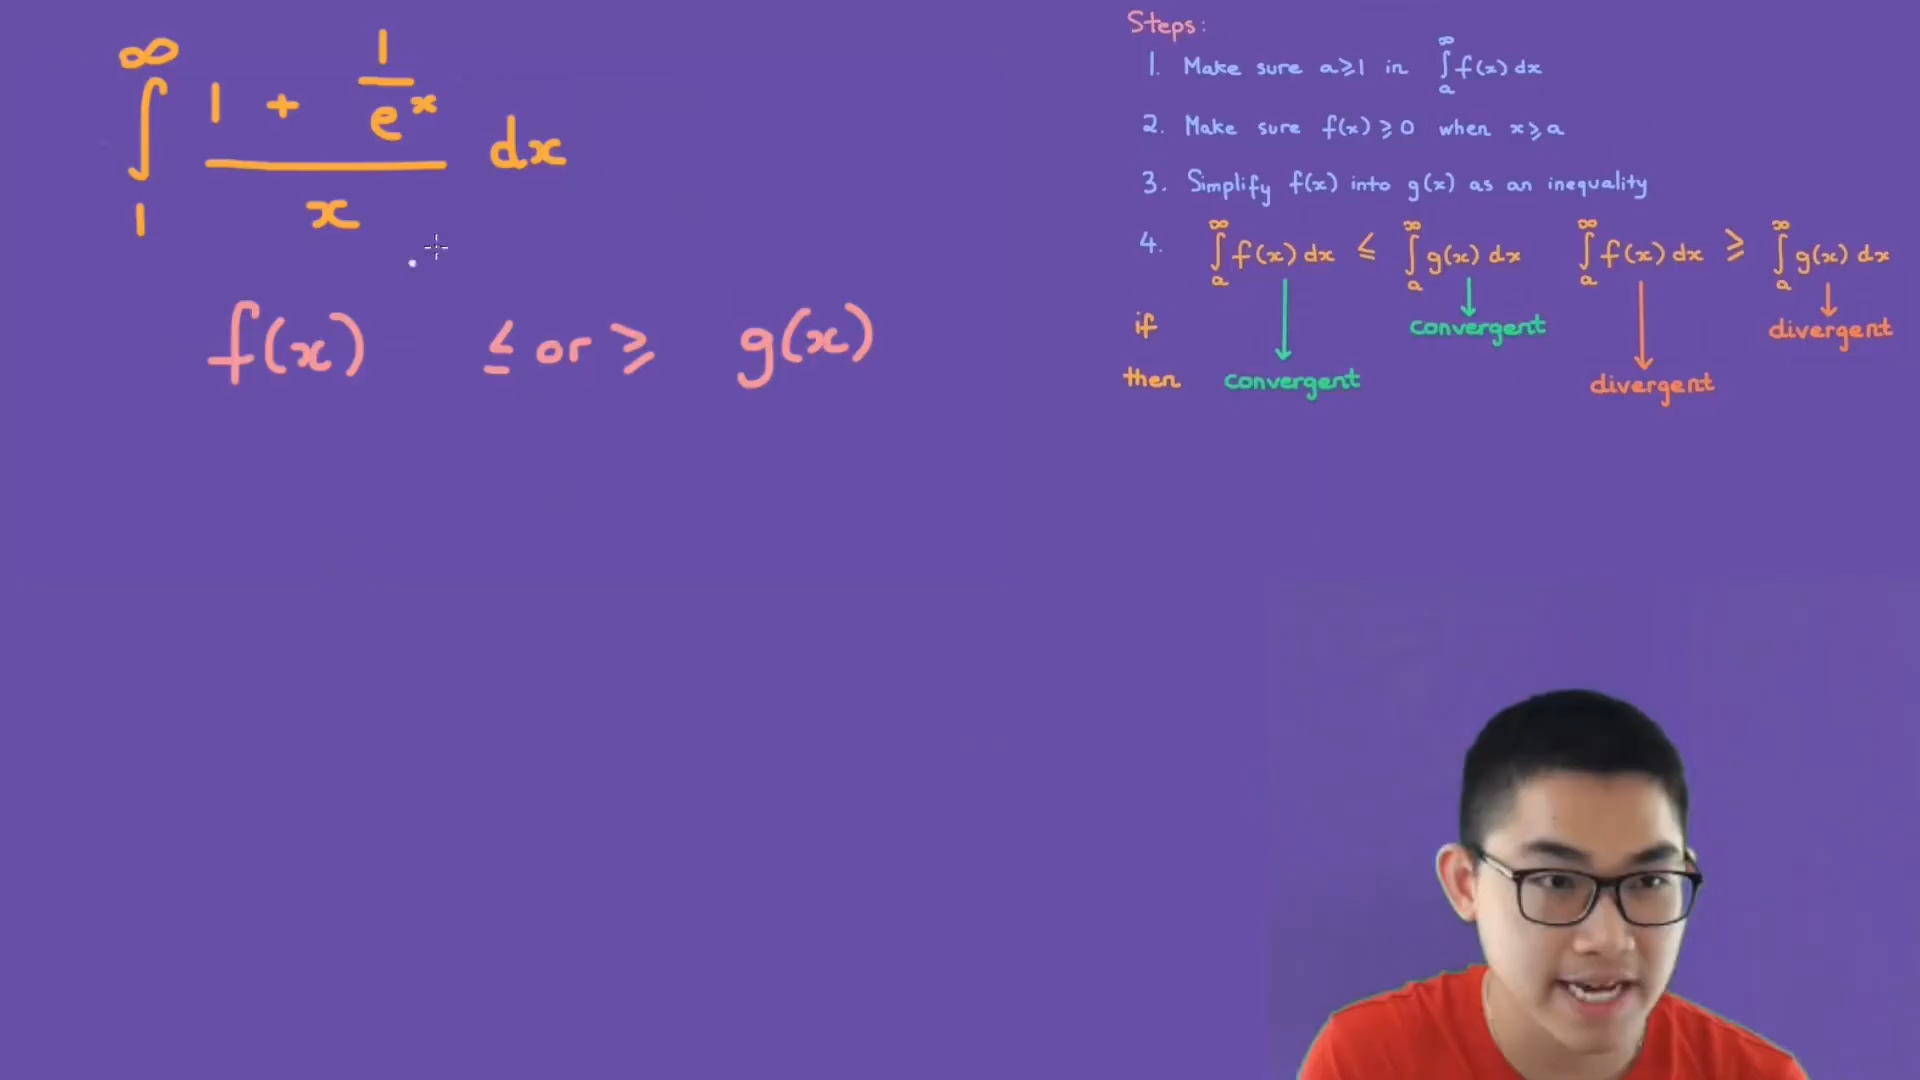 ∫₁^∞ (1 + 1/eˣ)/x dx
f(x) ≤ or ≥ g(x)
Steps:
1. Make sure a⩾1 in ∫ₐ^∞ f(x) dx
2. Make sure f(x) ⩾ 0 when x⩾a
3. Simplify f(x) into g(x) as an inequality
4. ∫ₐ^∞ f(x) dx ≤ ∫ₐ^∞ g(x) dx ∫ₐ^∞ f(x) dx ≥ ∫ₐ^∞ g(x) dx
if convergent divergent
then convergent divergent